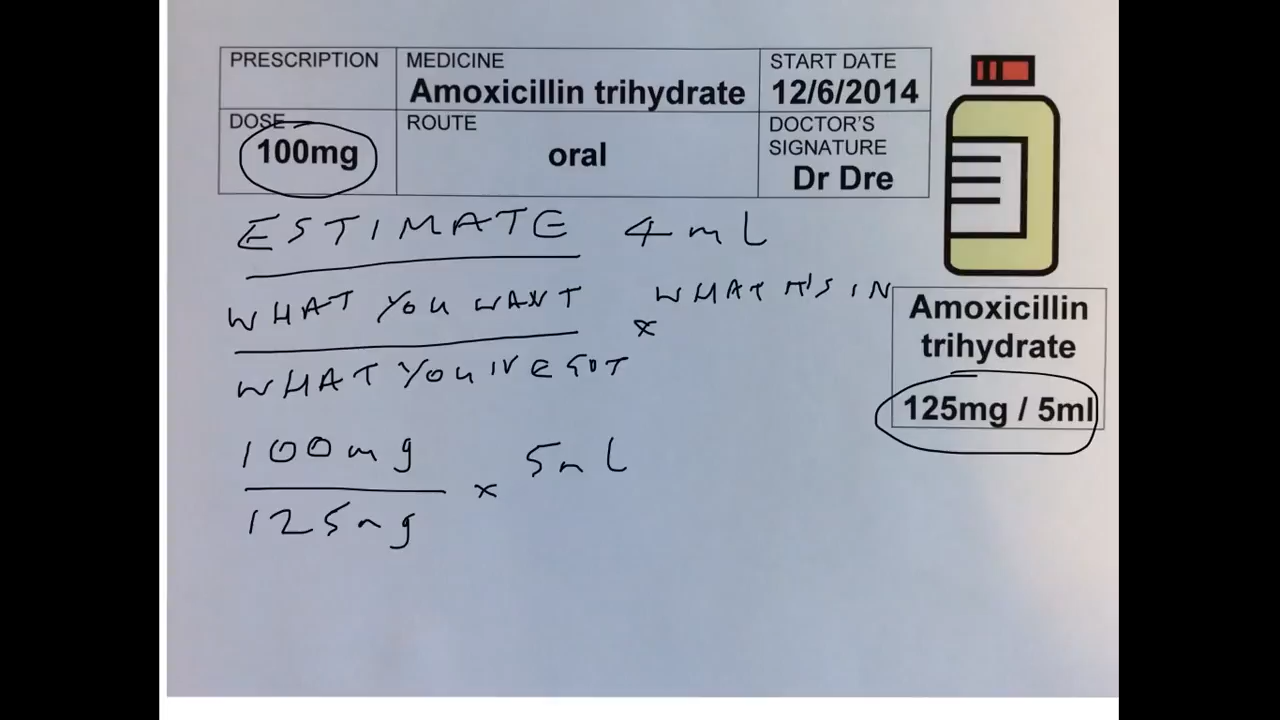 PRESCRIPTION MEDICINE START DATE
Amoxicillin trihydrate 12/6/2014
DOSE ROUTE DOCTOR'S
SIGNATURE
100mg oral
Dr Dre
ESTIMATE 4mL
WHAT YOU WANT × WHAT IT'S IN
WHAT YOU'VE GOT
Amoxicillin
trihydrate
125mg / 5ml
100mg × 5mL
125mg